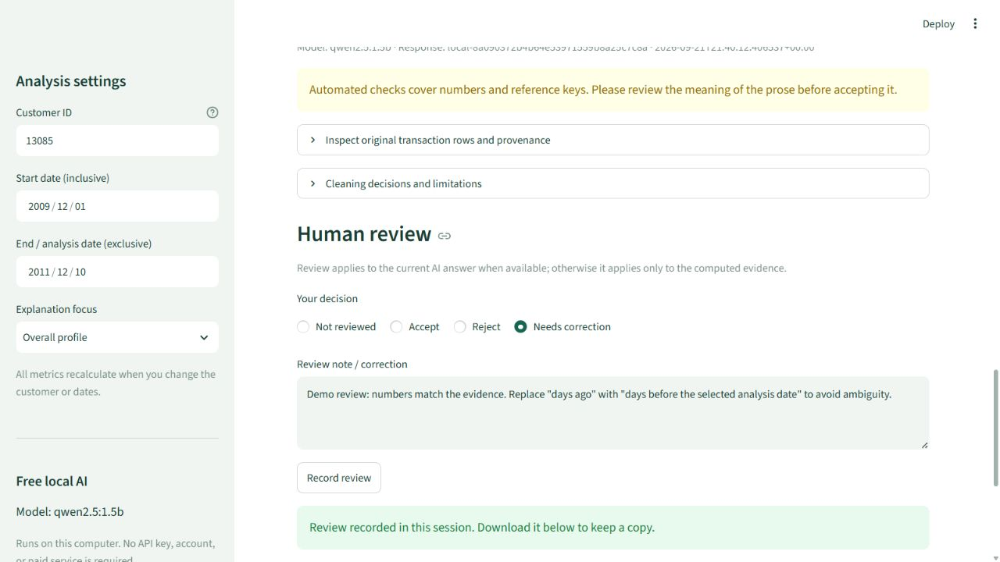 Deploy
Analysis settings
Customer ID
13085
Start date (inclusive)
2009 / 12 / 01
End / analysis date (exclusive)
2011 / 12 / 10
Explanation focus
Overall profile
All metrics recalculate when you change the
customer or dates.
Free local AI
Model: qwen2.5:1.5b
Runs on this computer. No API key, account,
or paid service is required.
Model: qwen2.5:1.5b · Response:
Automated checks cover numbers and reference keys. Please review the meaning of the prose before accepting it.
Inspect original transaction rows and provenance
Cleaning decisions and limitations
Human review
Review applies to the current AI answer when available; otherwise it applies only to the computed evidence.
Your decision
Not reviewed
Accept
Reject
Needs correction
Review note / correction
Demo review: numbers match the evidence. Replace "days ago" with "days before the selected analysis date" to avoid ambiguity.
Record review
Review recorded in this session. Download it below to keep a copy.